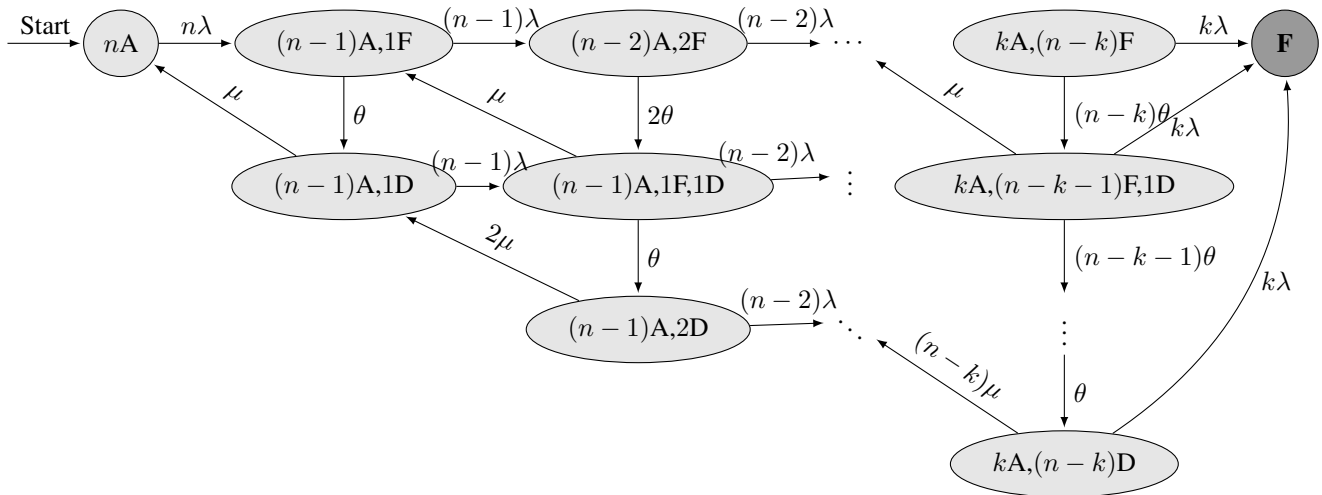 Start
nA
nλ
(n − 1)A,1F
(n−1)λ
(n − 2)A,2F
(n − 2)λ
⋯
kA,(n − k)F
kλ
F
μ
θ
μ
2θ
μ
(n − k)θ
kλ
(n − 1)A,1D
(n−1)λ
(n − 1)A,1F,1D
(n − 2)λ
⋮
kA,(n − k − 1)F,1D
2μ
θ
(n − k − 1)θ
kλ
(n − 1)A,2D
(n − 2)λ
⋱
⋮
(n − k)μ
θ
kA,(n − k)D